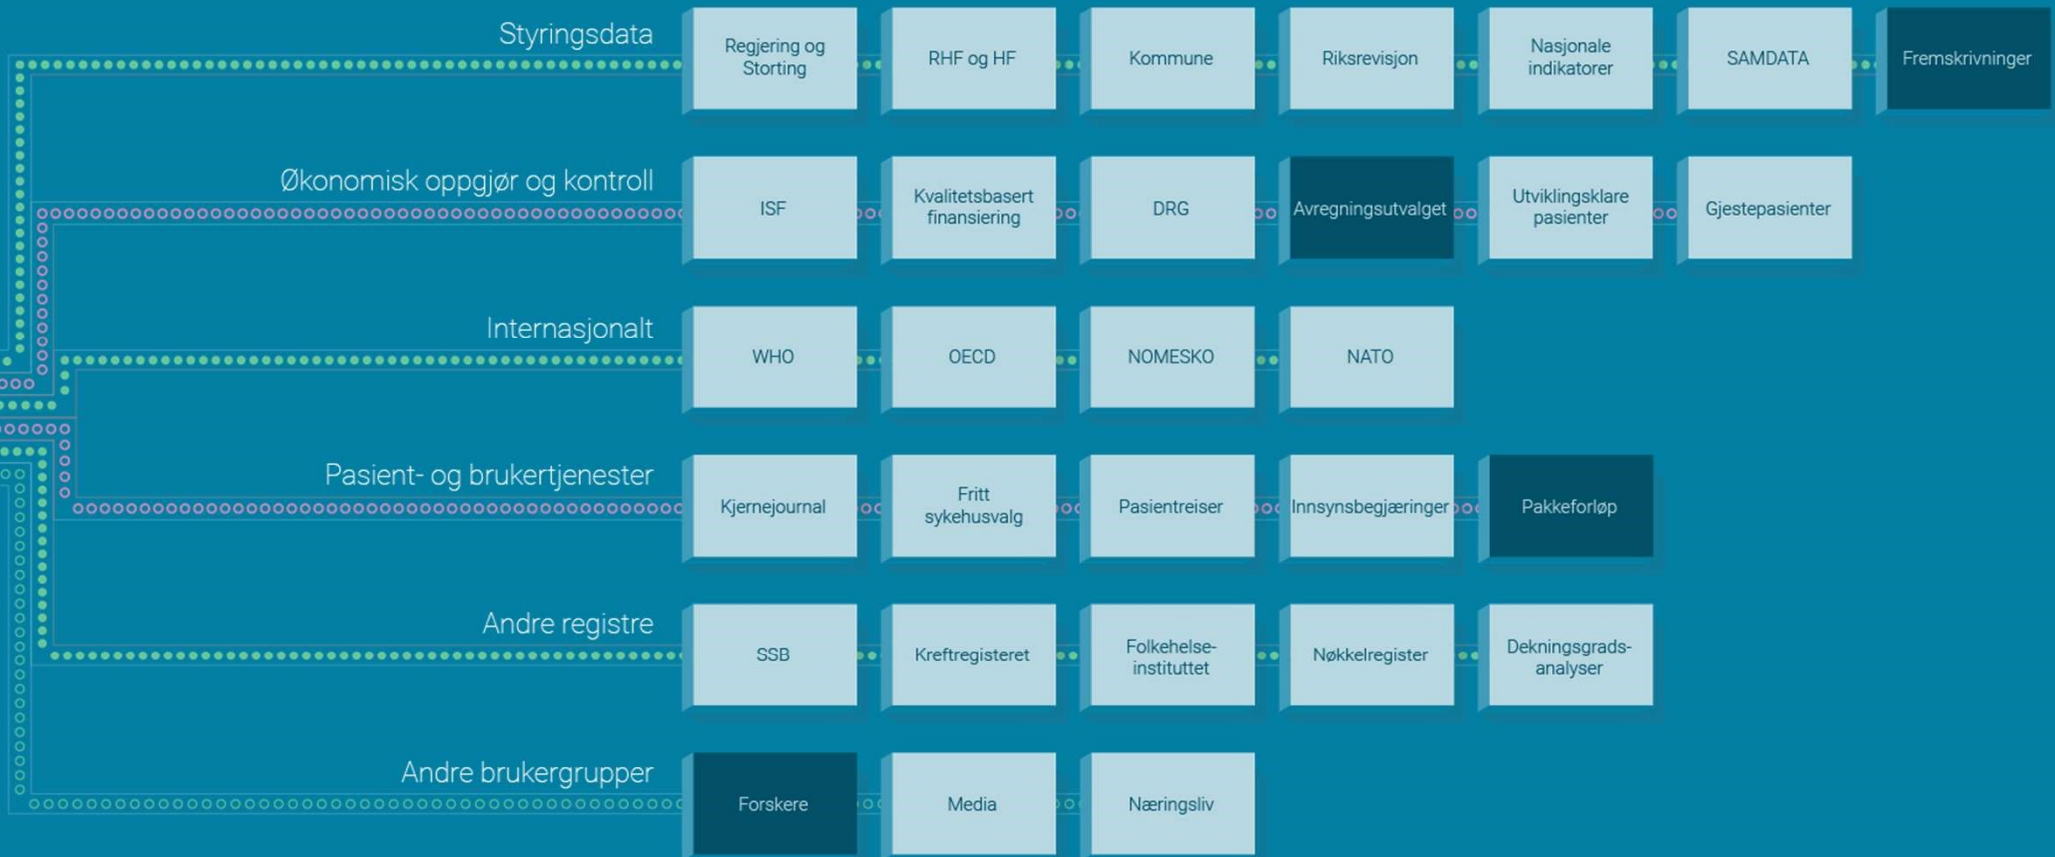 Styringsdata
Regjering og
Storting
RHF og HF
Kommune
Riksrevisjon
Nasjonale
indikatorer
SAMDATA
Fremskrivninger
Økonomisk oppgjør og kontroll
ISF
Kvalitetsbasert
finansiering
DRG
Avregningsutvalget
Utviklingsklare
pasienter
Gjestepasienter
Internasjonalt
WHO
OECD
NOMESKO
NATO
Pasient- og brukertjenester
Kjernejournal
Fritt
sykehusvalg
Pasientreiser
Innsynsbegjæringer
Pakkeforløp
Andre registre
SSB
Kreftregisteret
Folkehelse-
instituttet
Nøkkelregister
Dekningsgrads-
analyser
Andre brukergrupper
Forskere
Media
Næringsliv